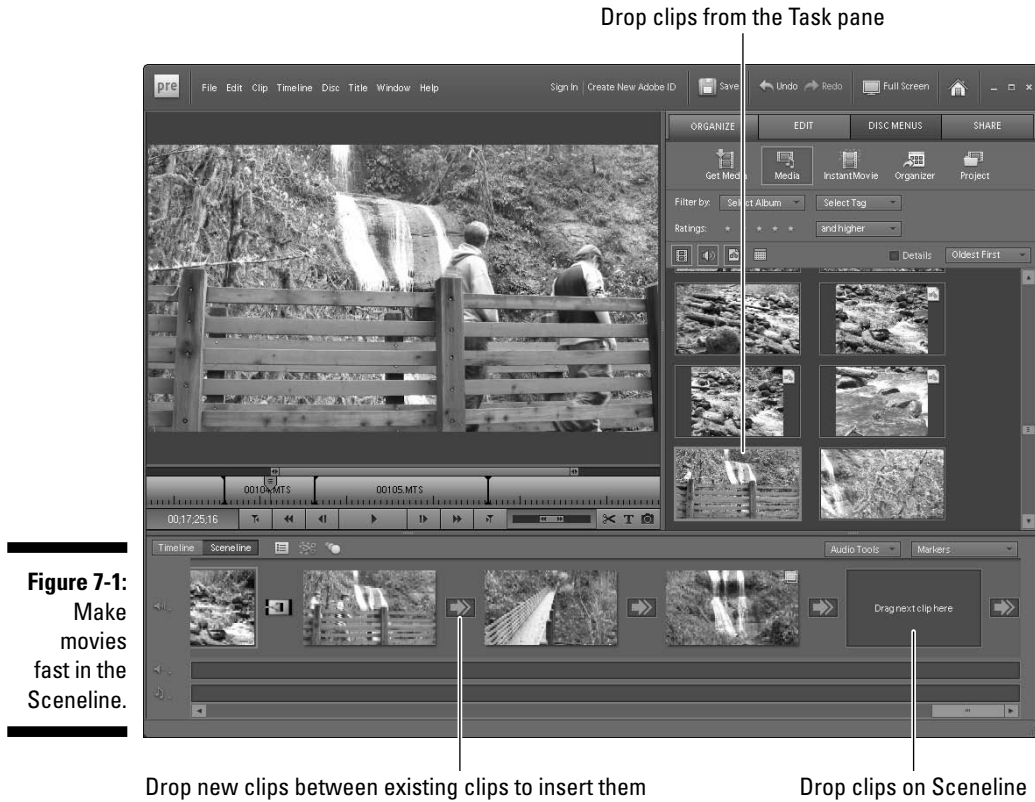 Drop clips from the Task pane
pre File Edit Clip Timeline Disc Title Window Help Sign In Create New Adobe ID Save Undo Redo Full Screen
ORGANIZE EDIT DISC MENUS SHARE
Get Media Media InstantMovie Organizer Project
Filter by: Select Album Select Tag
Ratings: and higher
Details Oldest First
00104.MTS 00105.MTS
00;17;25;16 T
Timeline Sceneline Audio Tools Markers
Drag next clip here
Figure 7-1:
Make
movies
fast in the
Sceneline.
Drop new clips between existing clips to insert them Drop clips on Sceneline